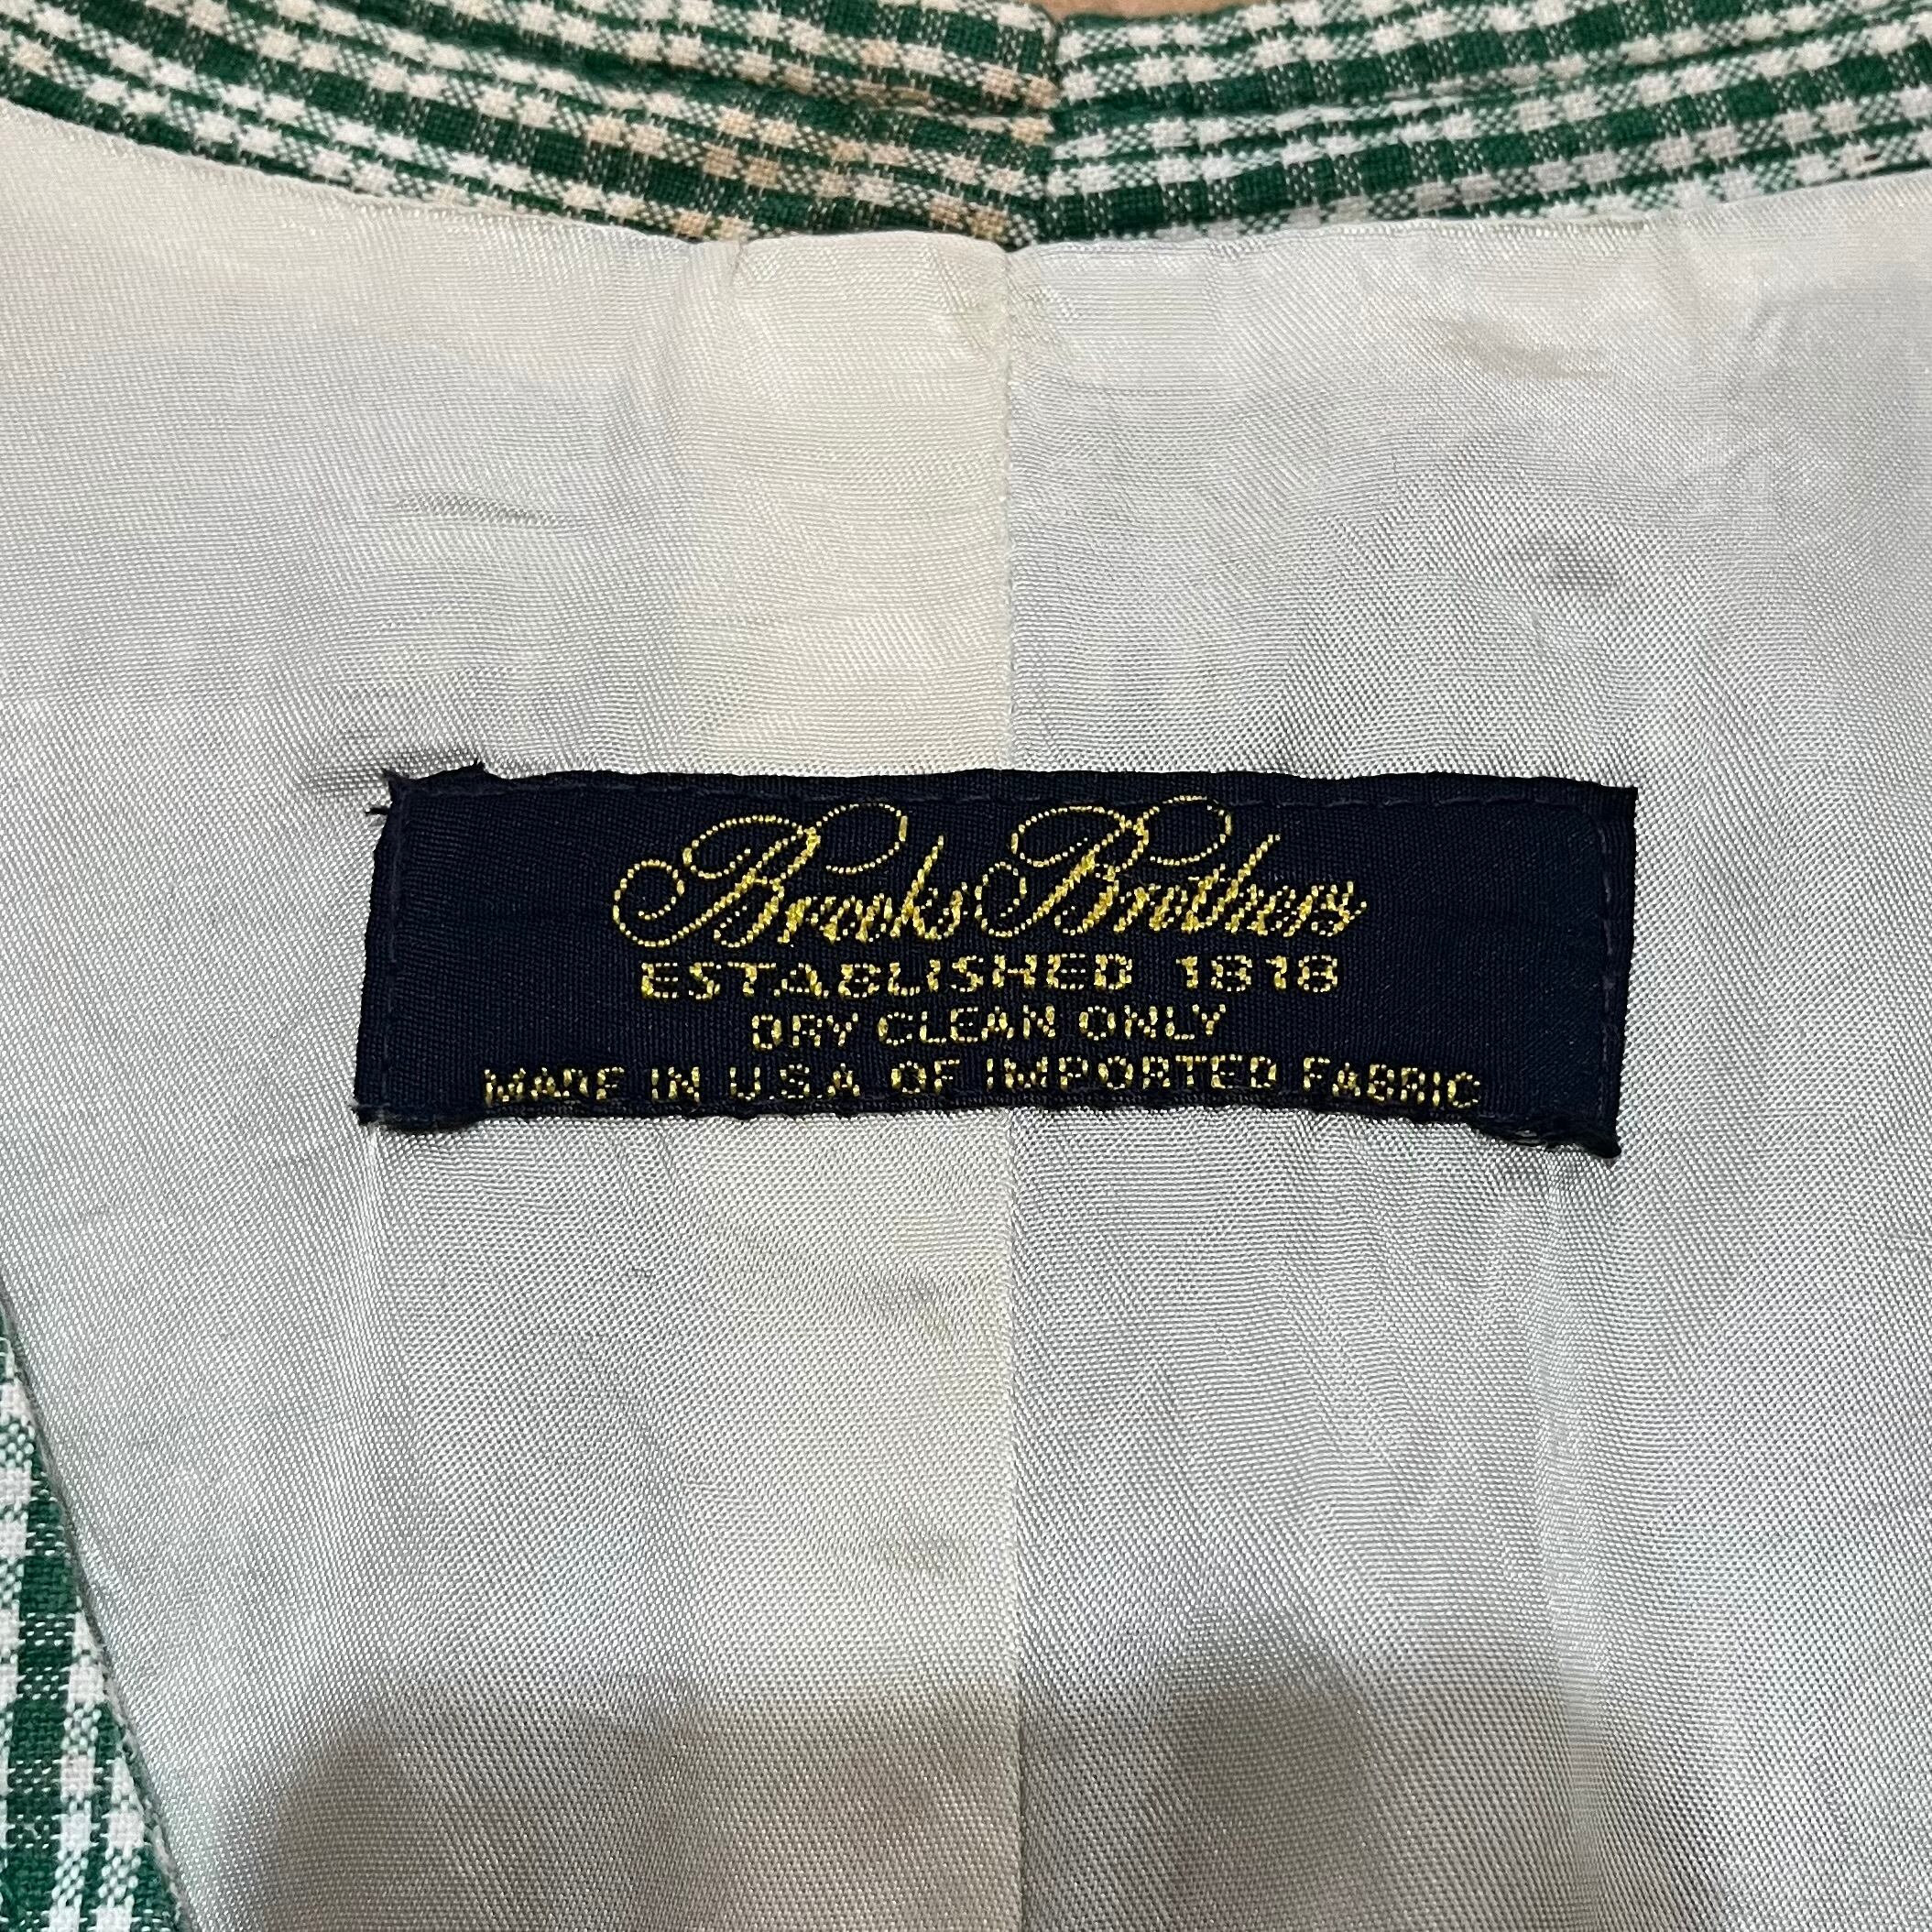 Brooks Brothers
ESTABLISHED 1818
DRY CLEAN ONLY
MADE IN U.S.A OF IMPORTED FABRIC